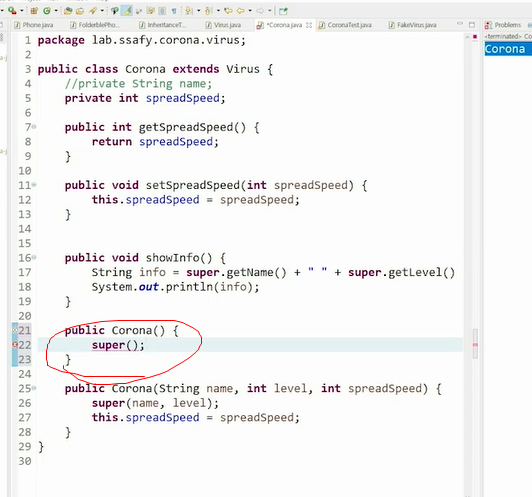 Phone.java
FolderblePho...
InheritanceT...
Virus.java
*Corona.java
CoronaTest.java
FakeVirus.java
Problems
<terminated> Co
Corona
1 package lab.ssafy.corona.virus;
2
3 public class Corona extends Virus {
4 //private String name;
5 private int spreadSpeed;
6
7 public int getSpreadSpeed() {
8 return spreadSpeed;
9 }
10
11 public void setSpreadSpeed(int spreadSpeed) {
12 this.spreadSpeed = spreadSpeed;
13 }
14
15
16 public void showInfo() {
17 String info = super.getName() + " " + super.getLevel()
18 System.out.println(info);
19 }
20
21 public Corona() {
22 super();
23 }
24
25 public Corona(String name, int level, int spreadSpeed) {
26 super(name, level);
27 this.spreadSpeed = spreadSpeed;
28 }
29 }
30